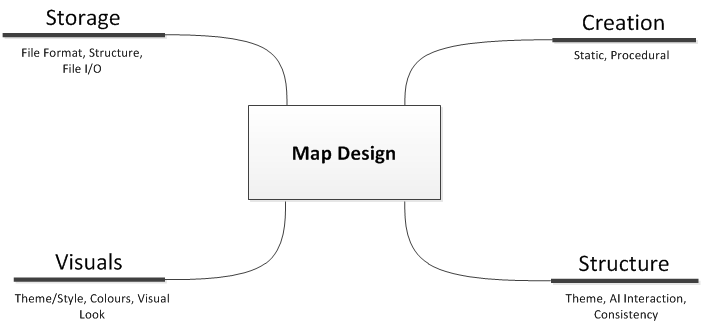 Storage
File Format, Structure,
File I/O
Creation
Static, Procedural
Map Design
Visuals
Theme/Style, Colours, Visual
Look
Structure
Theme, AI Interaction,
Consistency